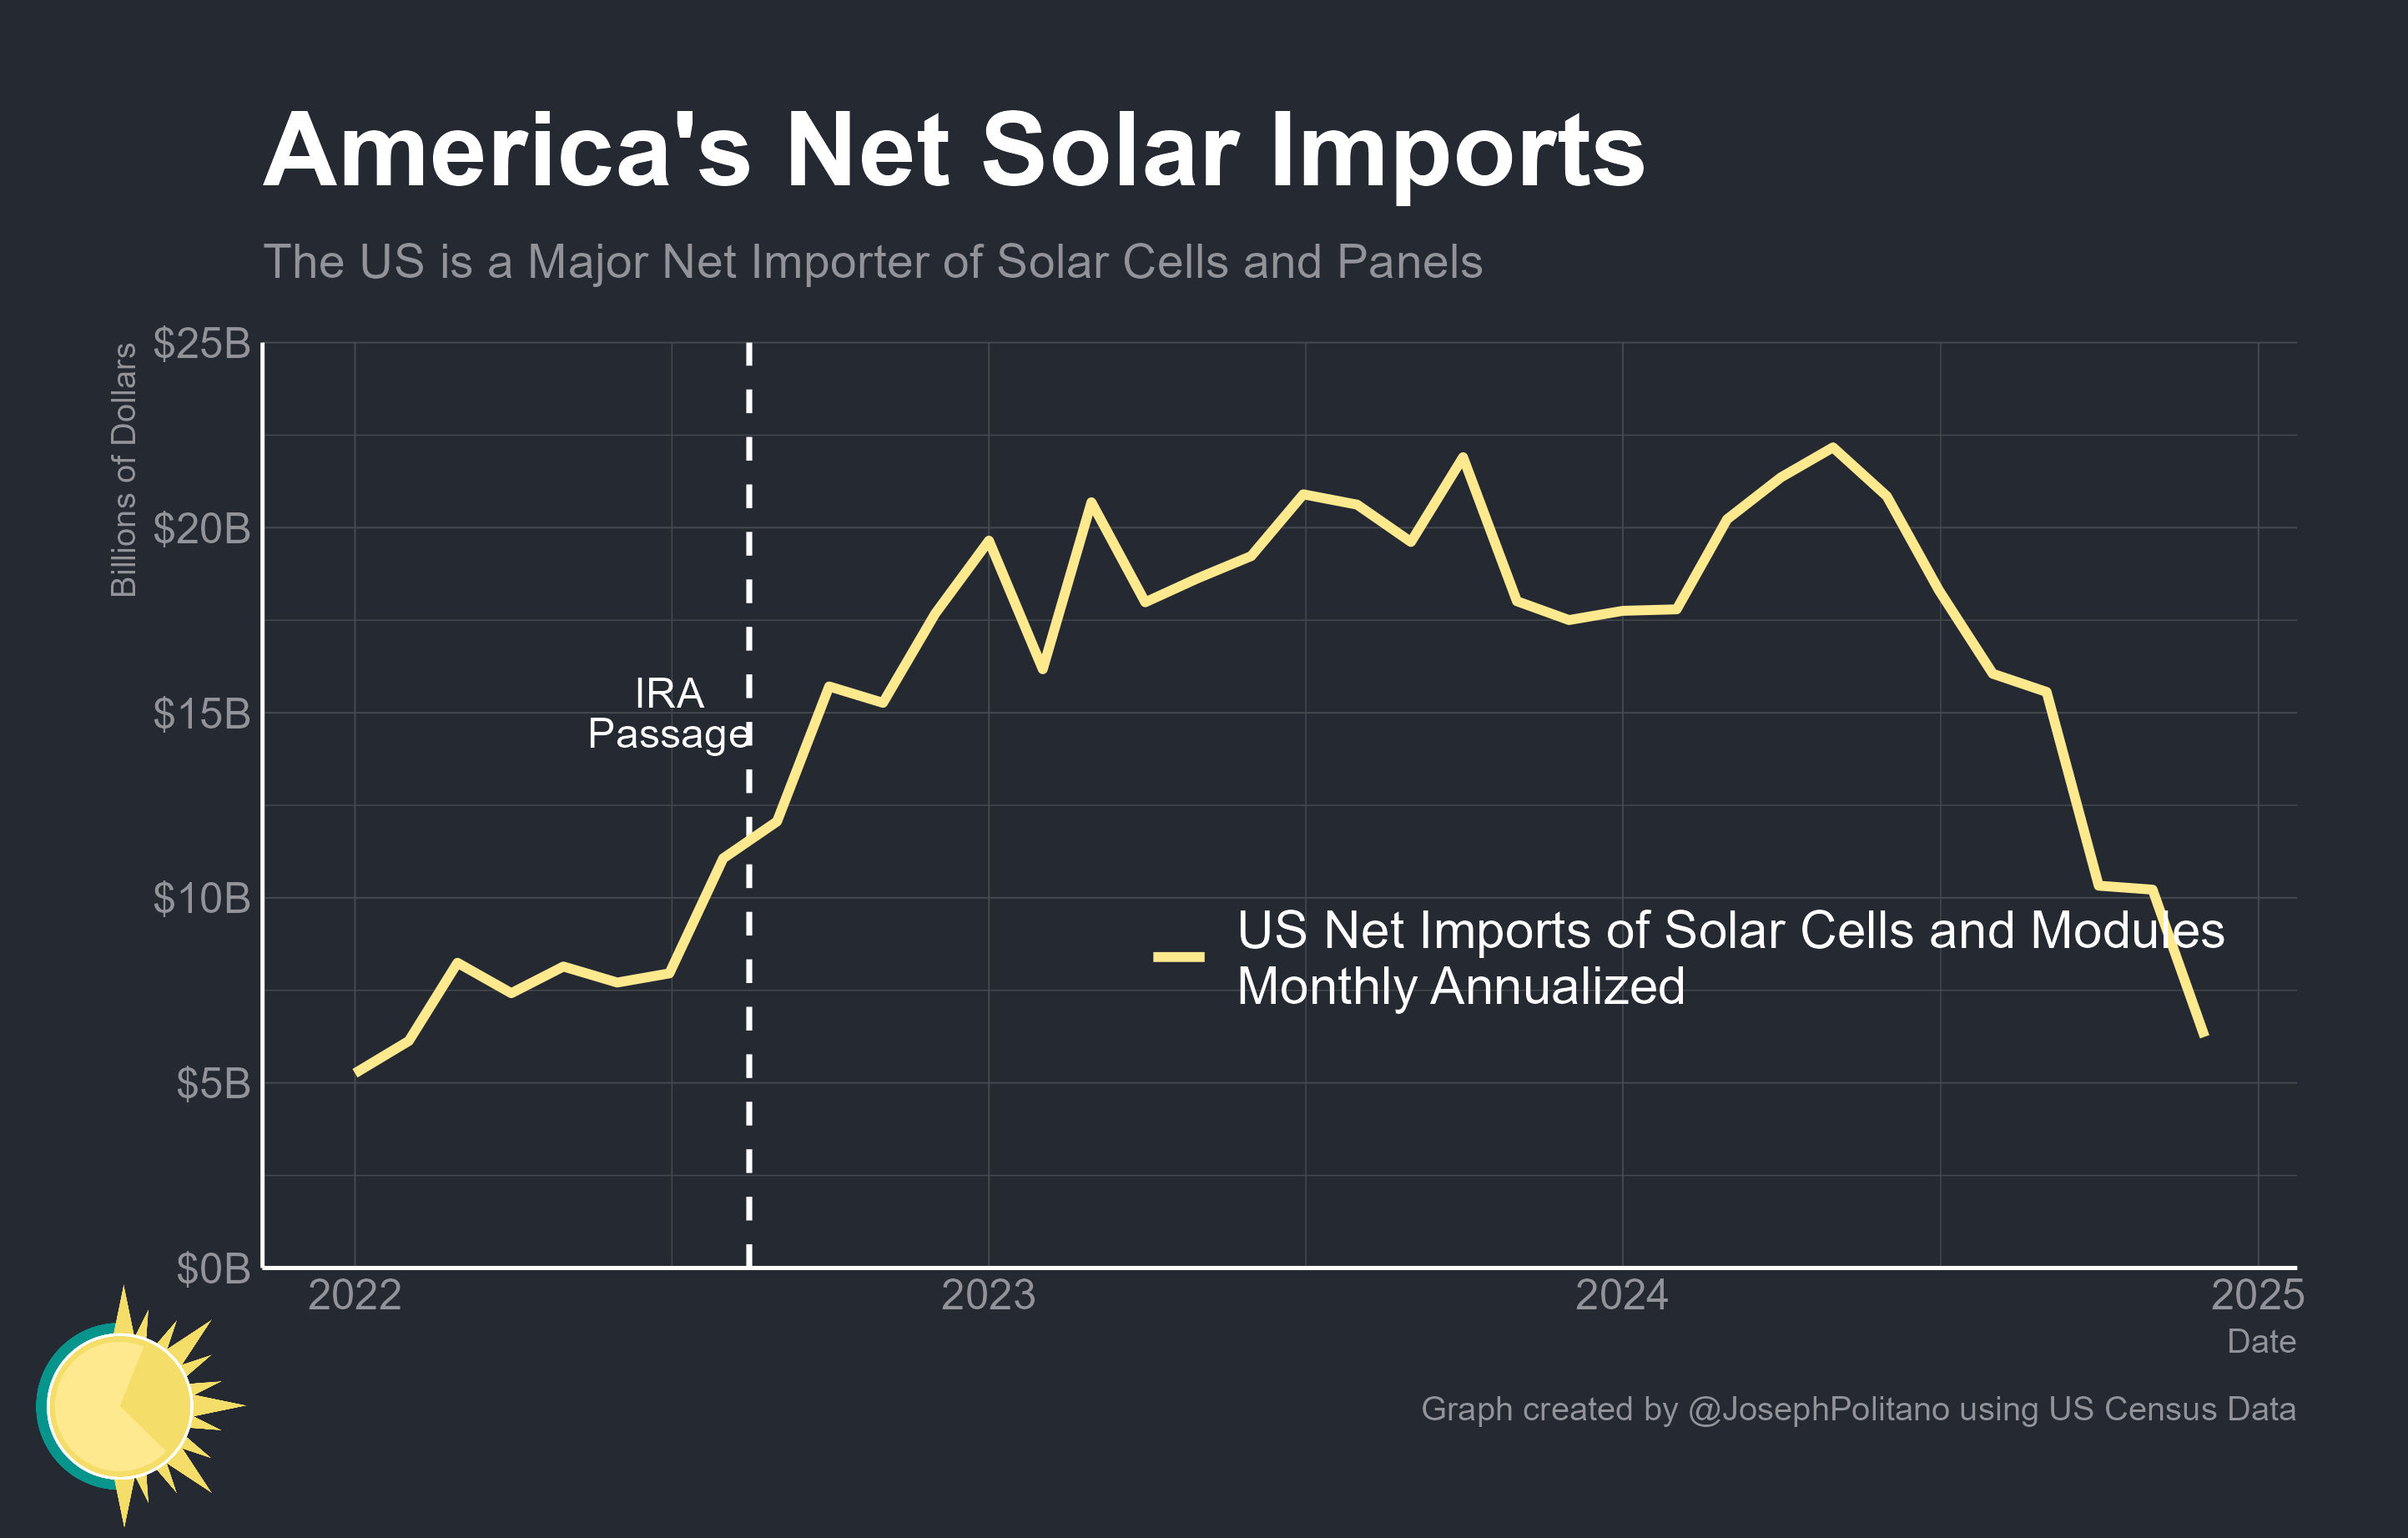 America's Net Solar Imports
The US is a Major Net Importer of Solar Cells and Panels
Billions of Dollars
$25B
$20B
$15B
$10B
$5B
$0B
IRA
Passage
US Net Imports of Solar Cells and Modules
Monthly Annualized
2022
2023
2024
2025
Date
Graph created by @JosephPolitano using US Census Data